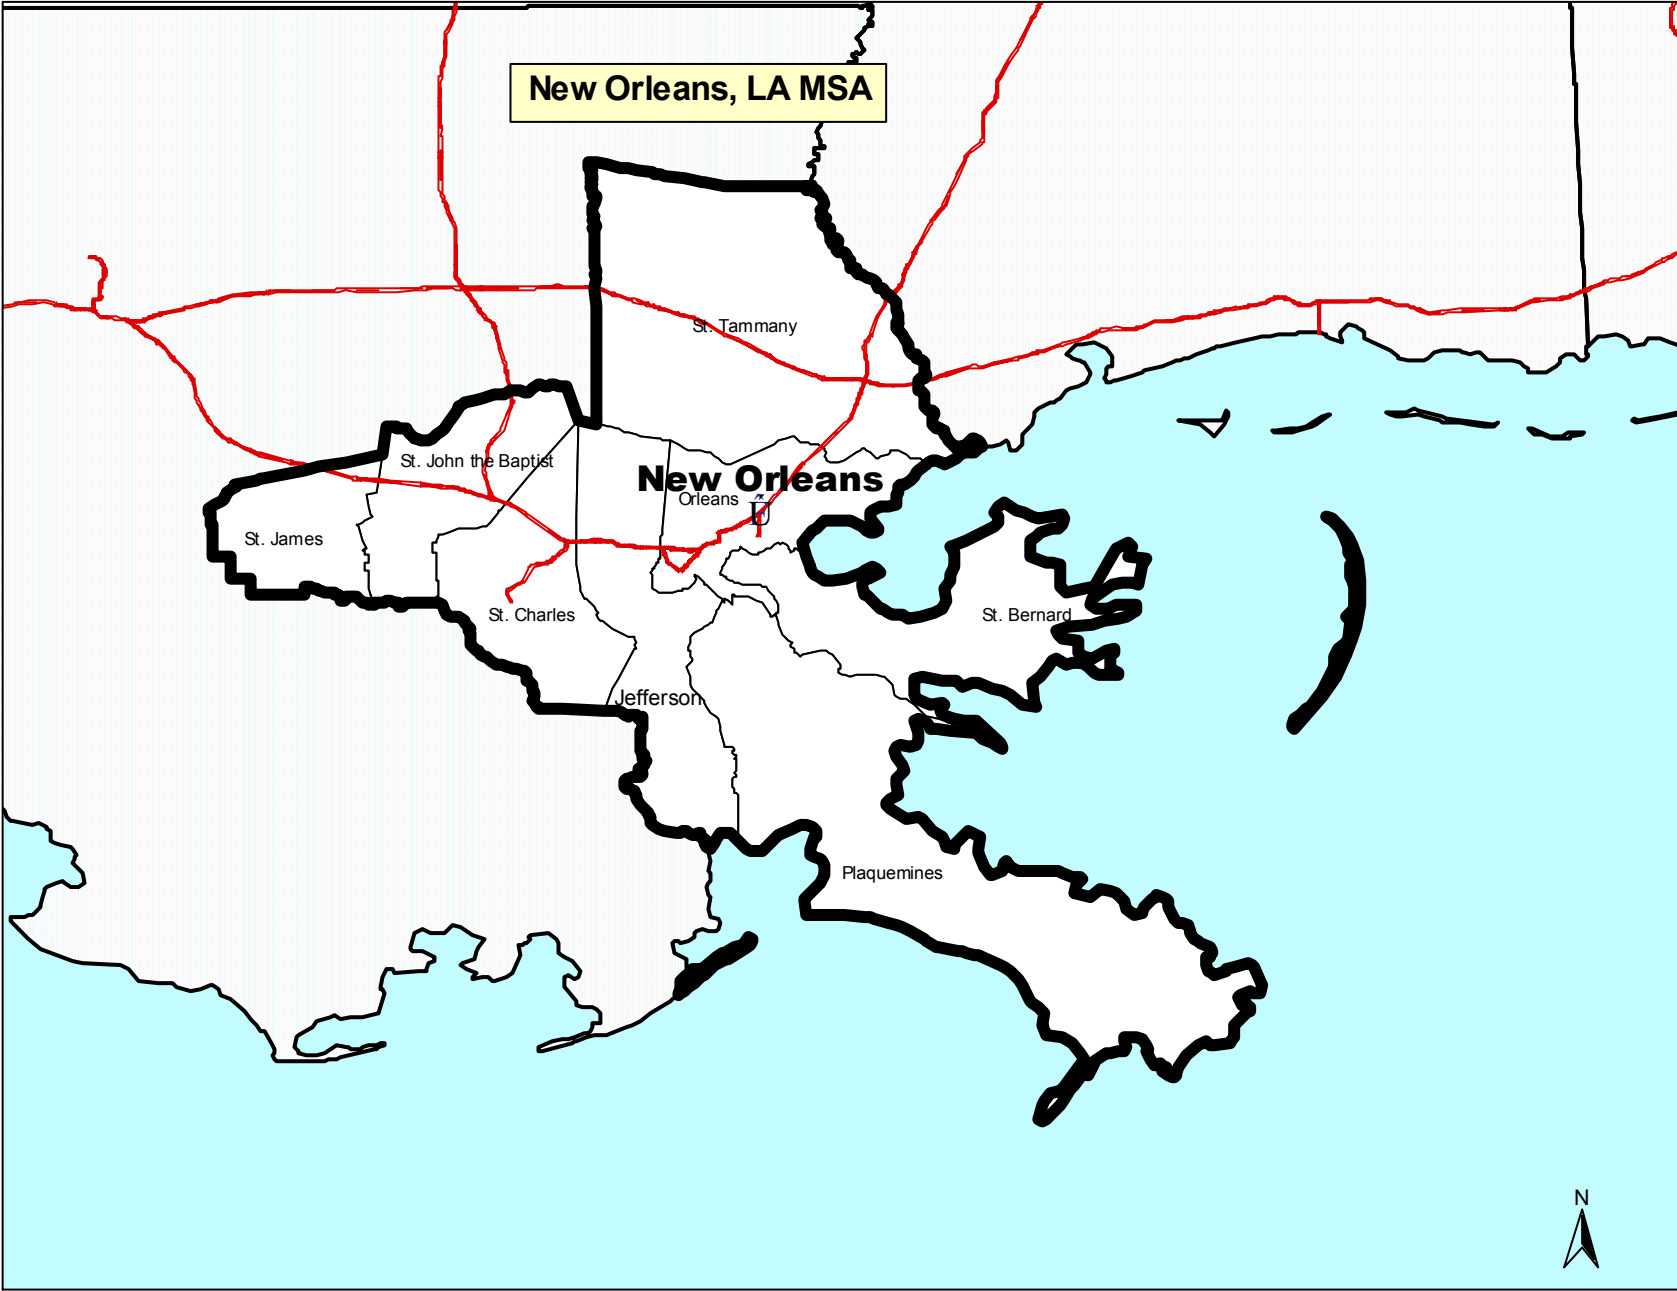 New Orleans, LA MSA
St. Tammany
St. John the Baptist
New Orleans
Orleans
St. James
St. Charles
St. Bernard
Jefferson
Plaquemines
N